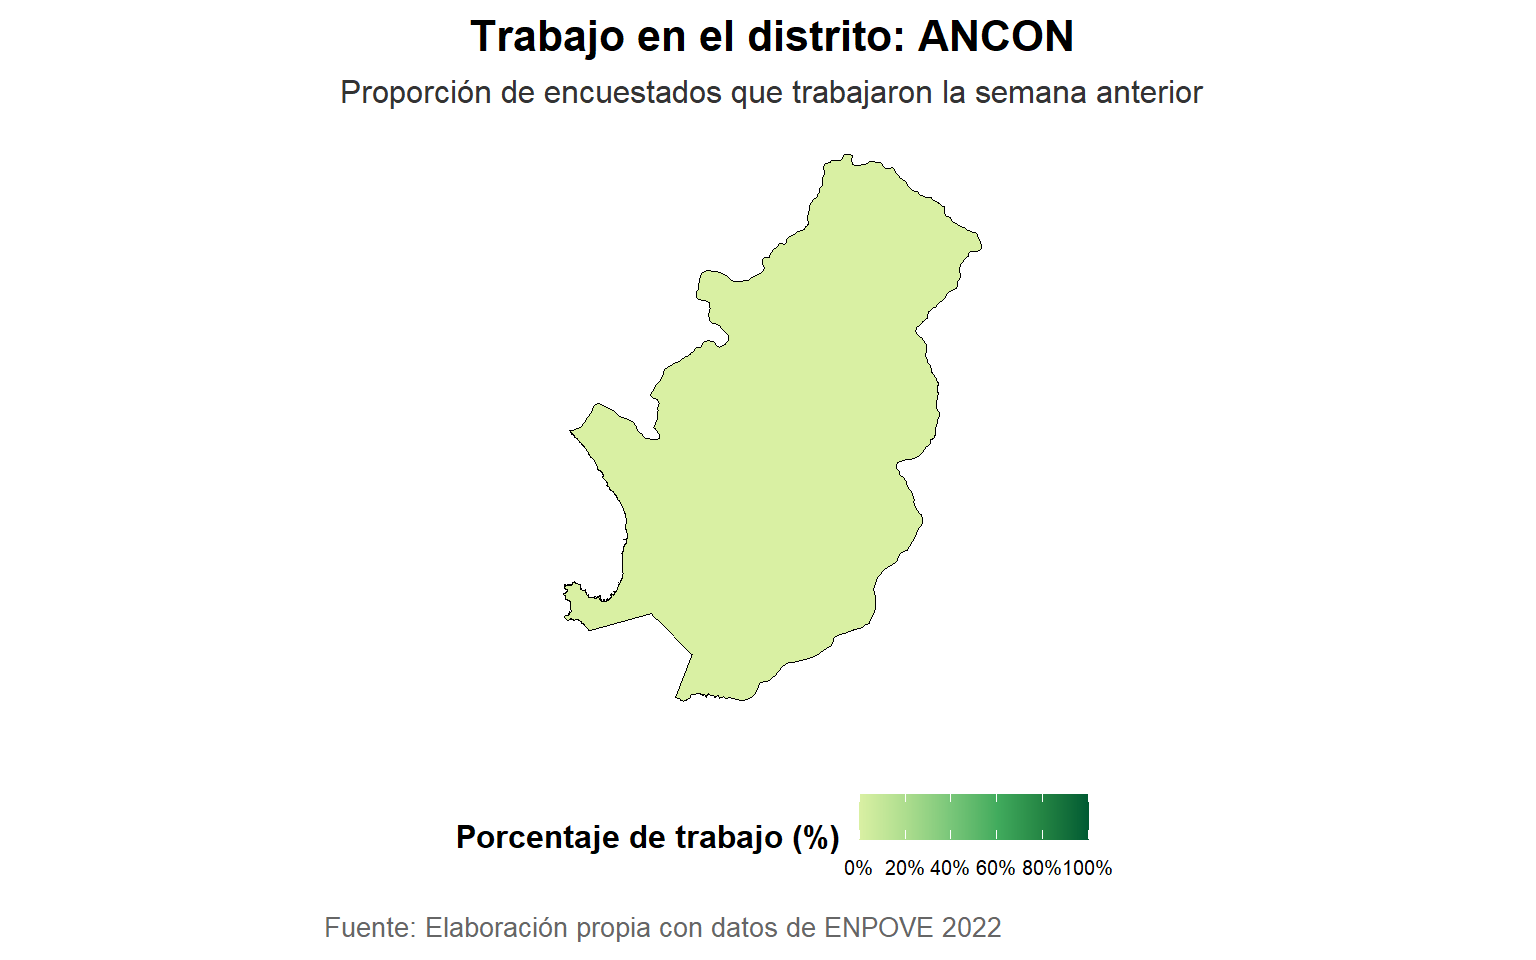 Trabajo en el distrito: ANCON
Proporción de encuestados que trabajaron la semana anterior
Porcentaje de trabajo (%)
0% 20% 40% 60% 80% 100%
Fuente: Elaboración propia con datos de ENPOVE 2022